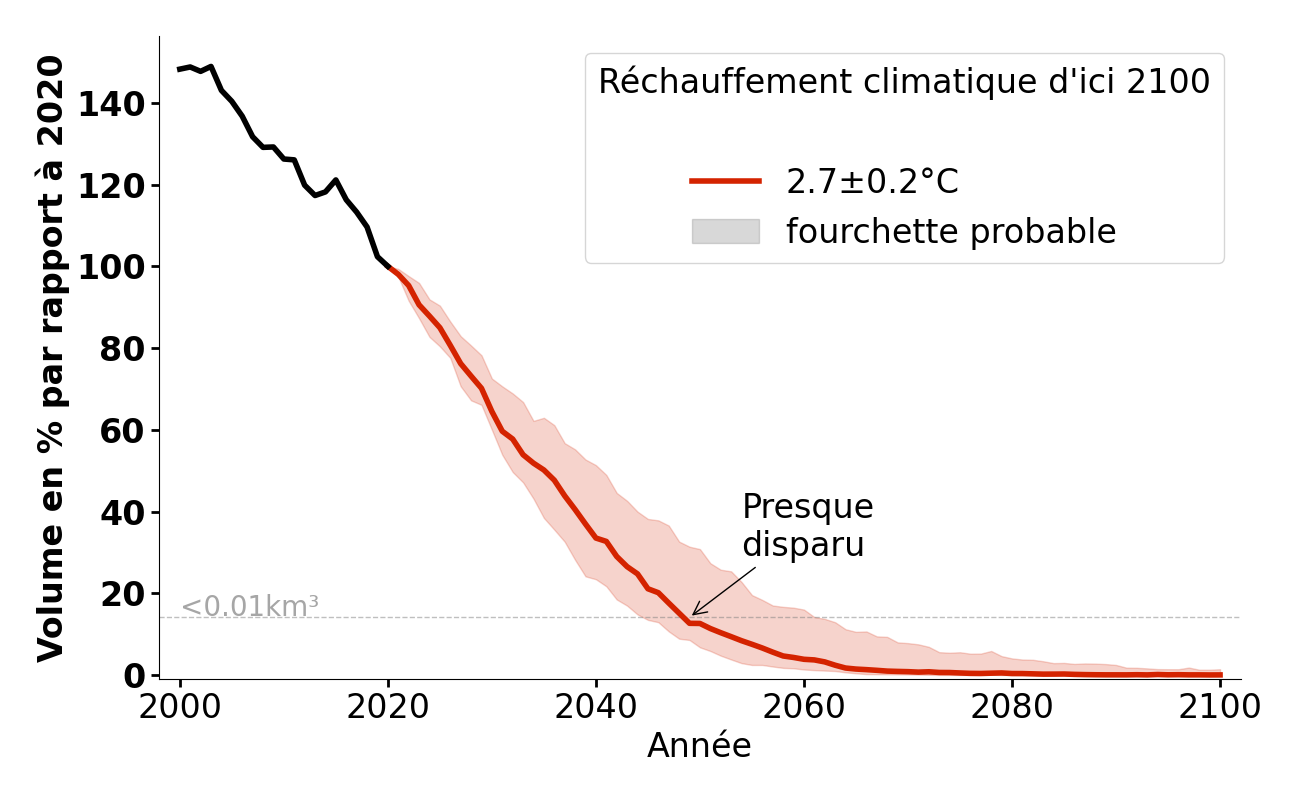 Volume en % par rapport à 2020
140
120
100
80
60
40
20
0
Réchauffement climatique d'ici 2100
2.7±0.2°C
fourchette probable
Presque
disparu
<0.01km³
2000 2020 2040 2060 2080 2100
Année